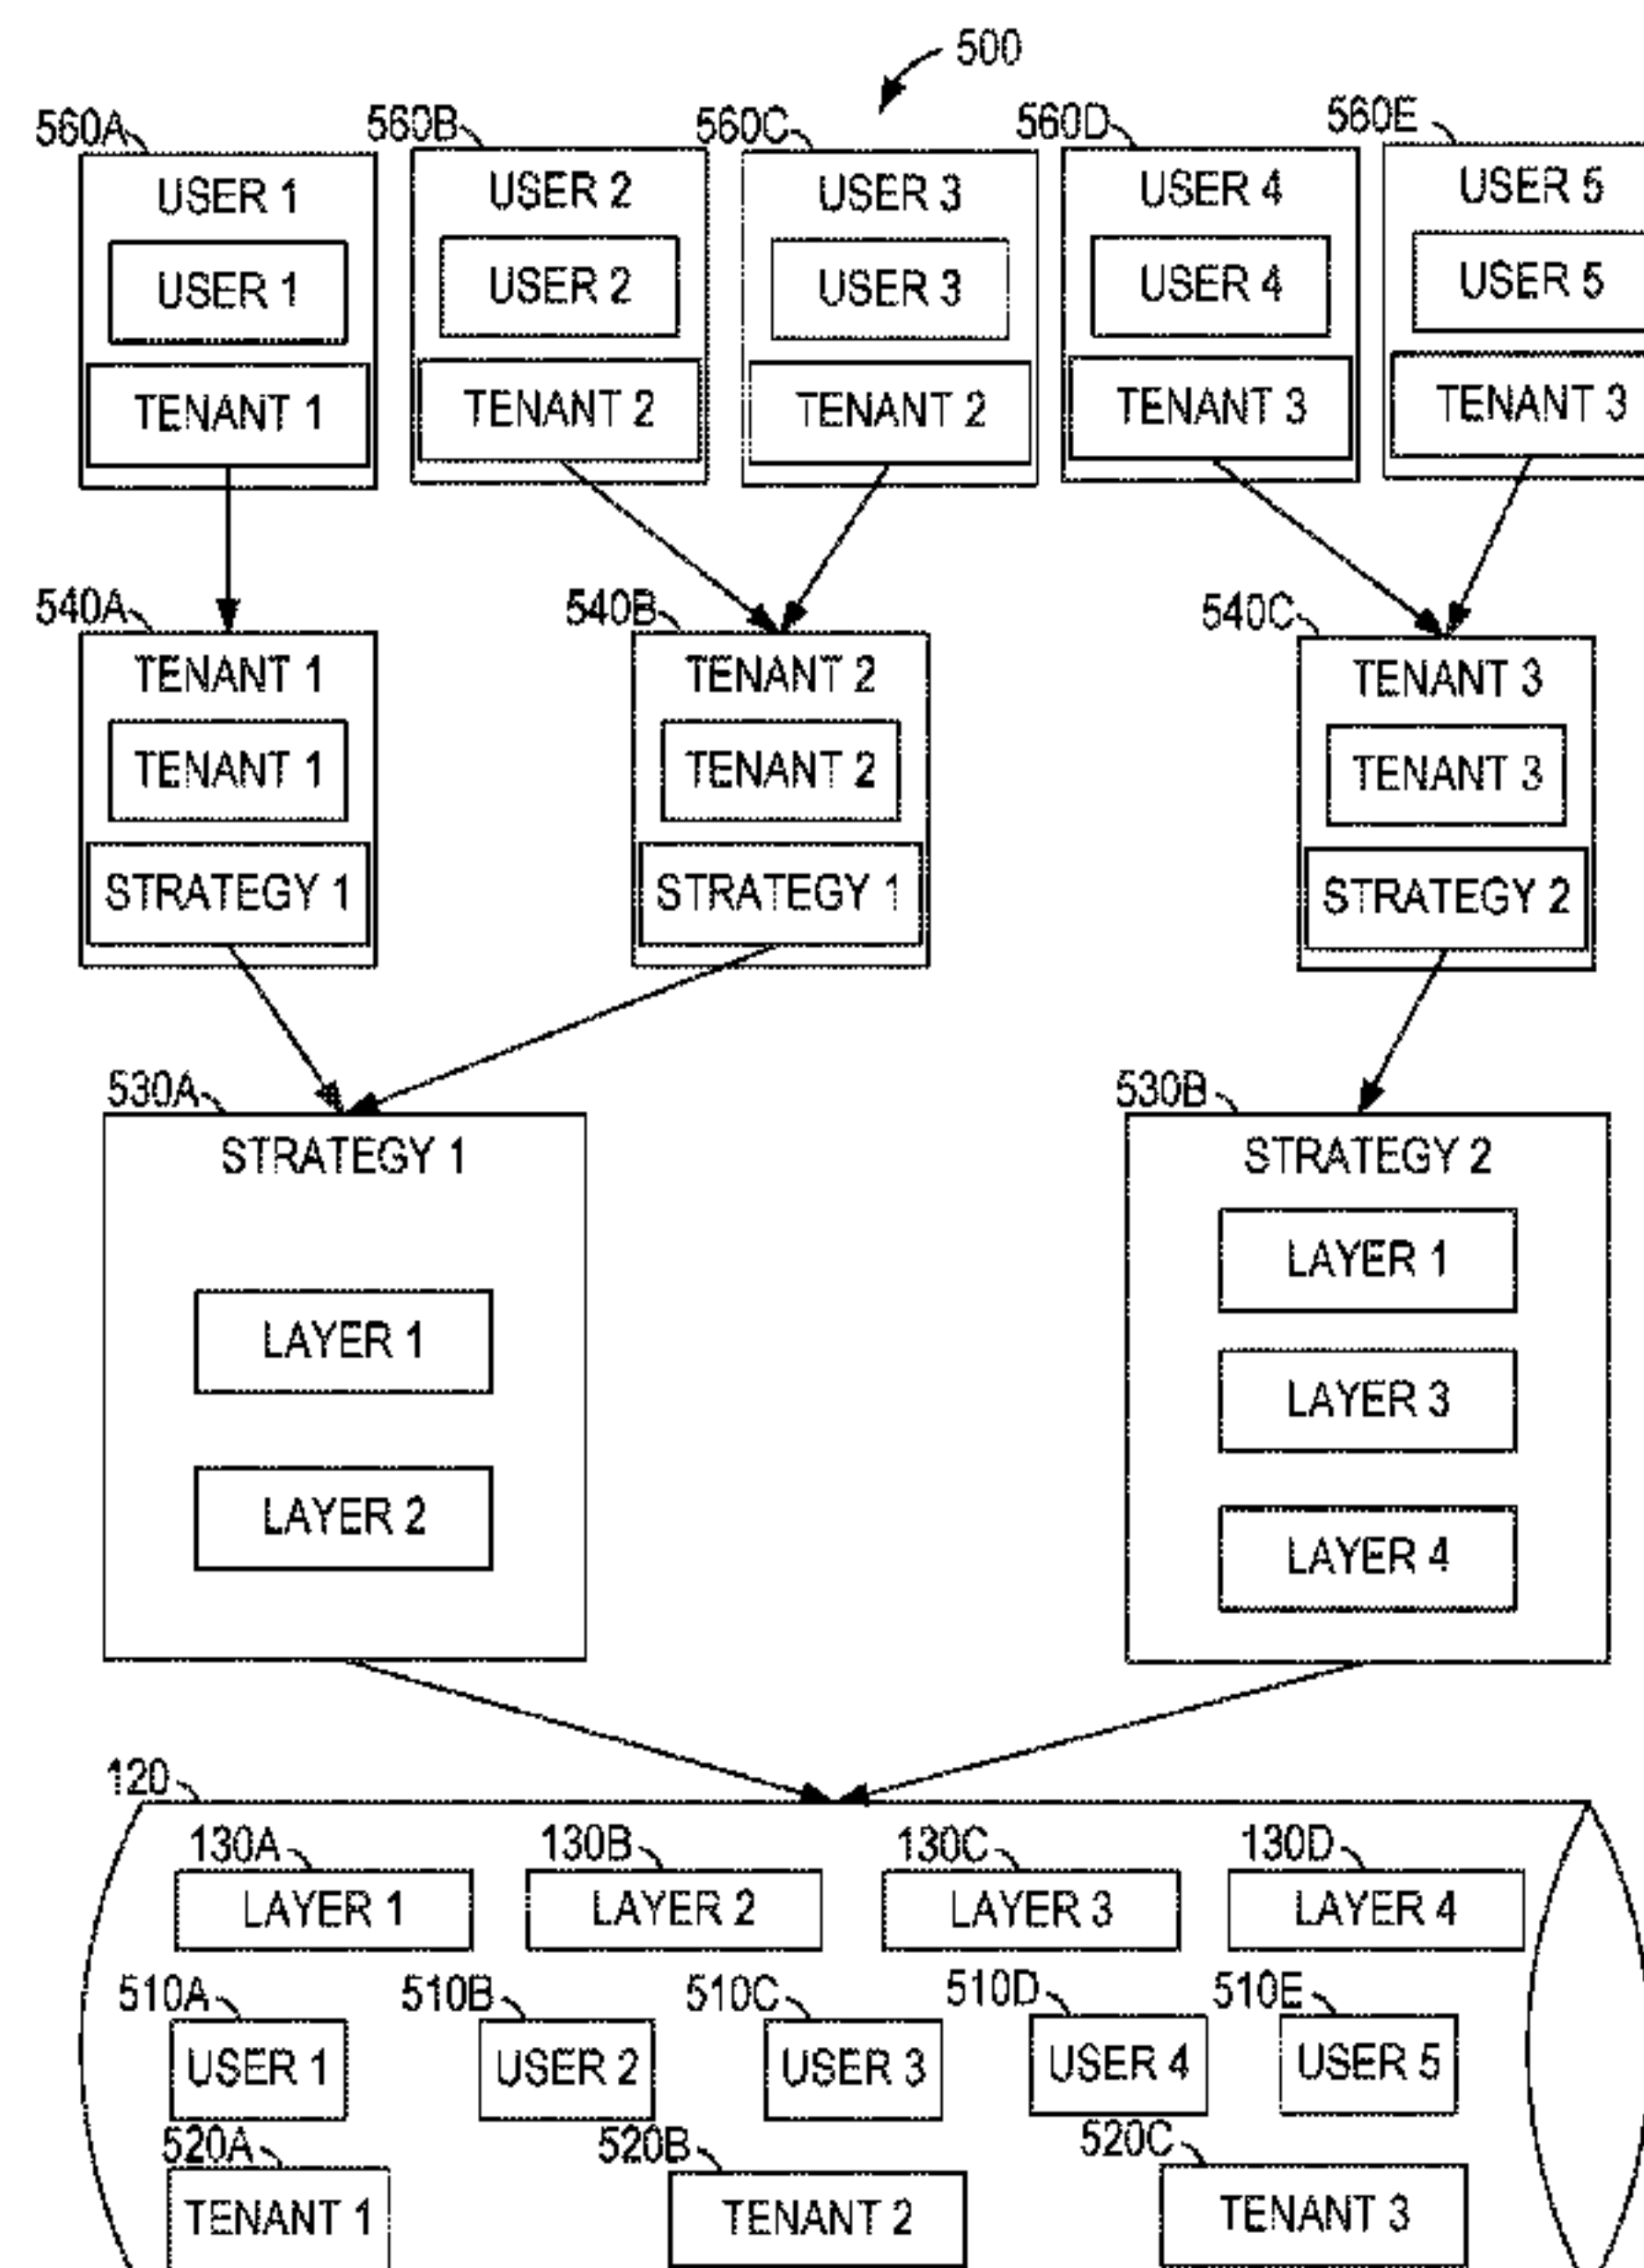 500
560A 560B 560C 560D 560E
USER 1 USER 2 USER 3 USER 4 USER 5
USER 1 USER 2 USER 3 USER 4 USER 5
TENANT 1 TENANT 2 TENANT 2 TENANT 3 TENANT 3
540A 540B 540C
TENANT 1 TENANT 2 TENANT 3
TENANT 1 TENANT 2 TENANT 3
STRATEGY 1 STRATEGY 1 STRATEGY 2
530A 530B
STRATEGY 1 STRATEGY 2
LAYER 1
LAYER 2
LAYER 1
LAYER 3
LAYER 4
120
130A 130B 130C 130D
LAYER 1 LAYER 2 LAYER 3 LAYER 4
510A 510B 510C 510D 510E
USER 1 USER 2 USER 3 USER 4 USER 5
520A 520B 520C
TENANT 1 TENANT 2 TENANT 3